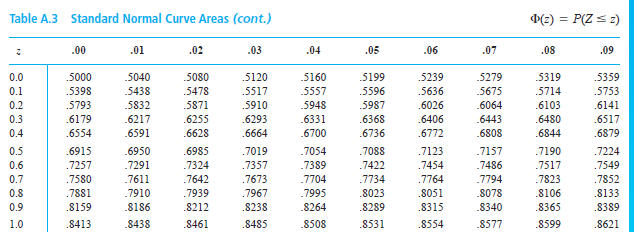 Table A.3 Standard Normal Curve Areas (cont.) Φ(z) = P(Z ≤ z)
z .00 .01 .02 .03 .04 .05 .06 .07 .08 .09
0.0 .5000 .5040 .5080 .5120 .5160 .5199 .5239 .5279 .5319 .5359
0.1 .5398 .5438 .5478 .5517 .5557 .5596 .5636 .5675 .5714 .5753
0.2 .5793 .5832 .5871 .5910 .5948 .5987 .6026 .6064 .6103 .6141
0.3 .6179 .6217 .6255 .6293 .6331 .6368 .6406 .6443 .6480 .6517
0.4 .6554 .6591 .6628 .6664 .6700 .6736 .6772 .6808 .6844 .6879
0.5 .6915 .6950 .6985 .7019 .7054 .7088 .7123 .7157 .7190 .7224
0.6 .7257 .7291 .7324 .7357 .7389 .7422 .7454 .7486 .7517 .7549
0.7 .7580 .7611 .7642 .7673 .7704 .7734 .7764 .7794 .7823 .7852
0.8 .7881 .7910 .7939 .7967 .7995 .8023 .8051 .8078 .8106 .8133
0.9 .8159 .8186 .8212 .8238 .8264 .8289 .8315 .8340 .8365 .8389
1.0 .8413 .8438 .8461 .8485 .8508 .8531 .8554 .8577 .8599 .8621